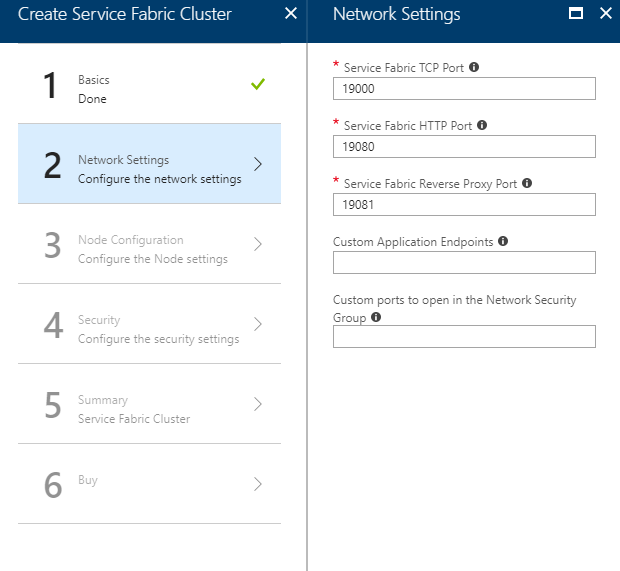 Create Service Fabric Cluster
1
Basics
Done
2
Network Settings
Configure the network settings
3
Node Configuration
Configure the Node settings
4
Security
Configure the security settings
5
Summary
Service Fabric Cluster
6
Buy
Network Settings
* Service Fabric TCP Port
19000
* Service Fabric HTTP Port
19080
* Service Fabric Reverse Proxy Port
19081
Custom Application Endpoints
Custom ports to open in the Network Security
Group